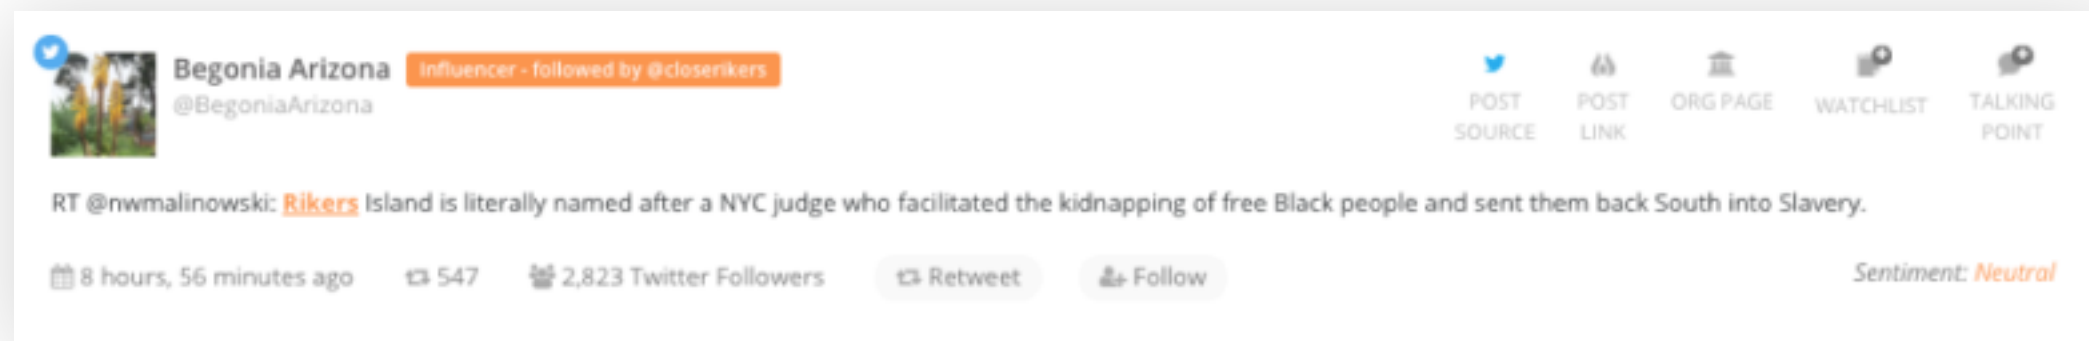 Begonia Arizona Influencer - followed by @closerikers
@BegoniaArizona
POST SOURCE
POST LINK
ORG PAGE
WATCHLIST
TALKING POINT
RT @nwmalinowski: Rikers Island is literally named after a NYC judge who facilitated the kidnapping of free Black people and sent them back South into Slavery.
8 hours, 56 minutes ago 547 2,823 Twitter Followers Retweet Follow
Sentiment: Neutral